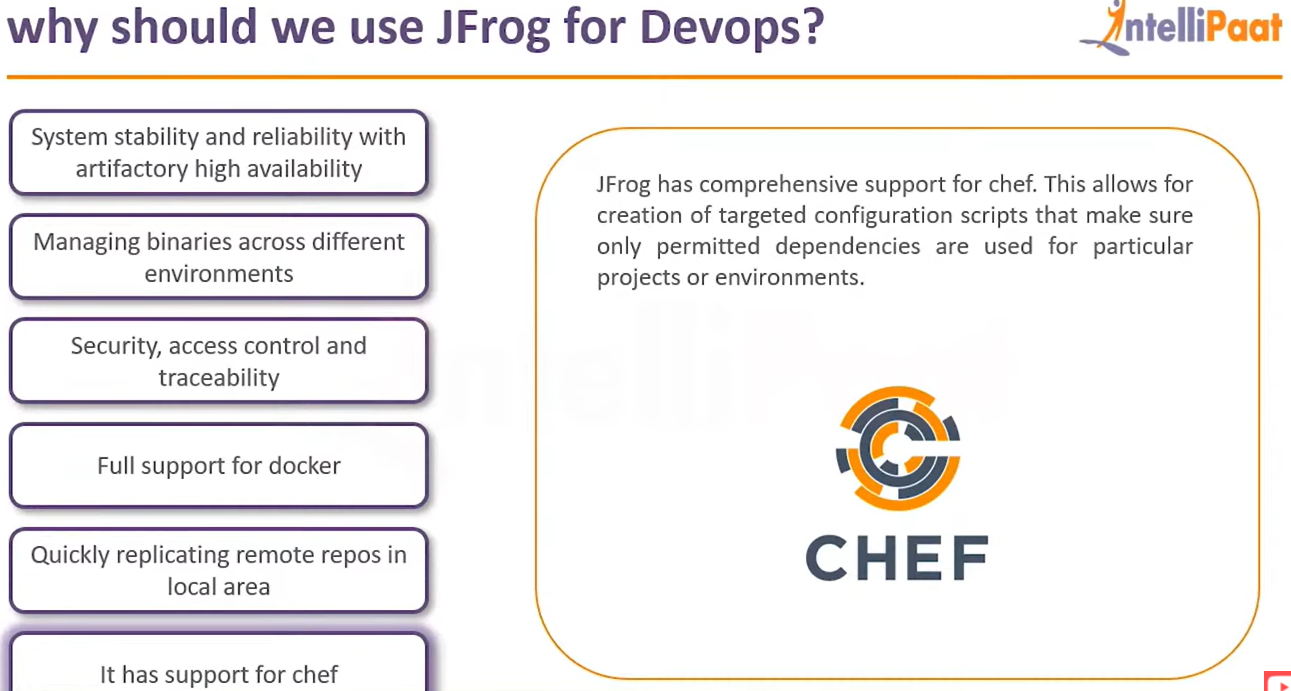 why should we use JFrog for Devops?
IntelliPaat
System stability and reliability with
artifactory high availability
Managing binaries across different
environments
Security, access control and
traceability
Full support for docker
Quickly replicating remote repos in
local area
It has support for chef
JFrog has comprehensive support for chef. This allows for
creation of targeted configuration scripts that make sure
only permitted dependencies are used for particular
projects or environments.
CHEF